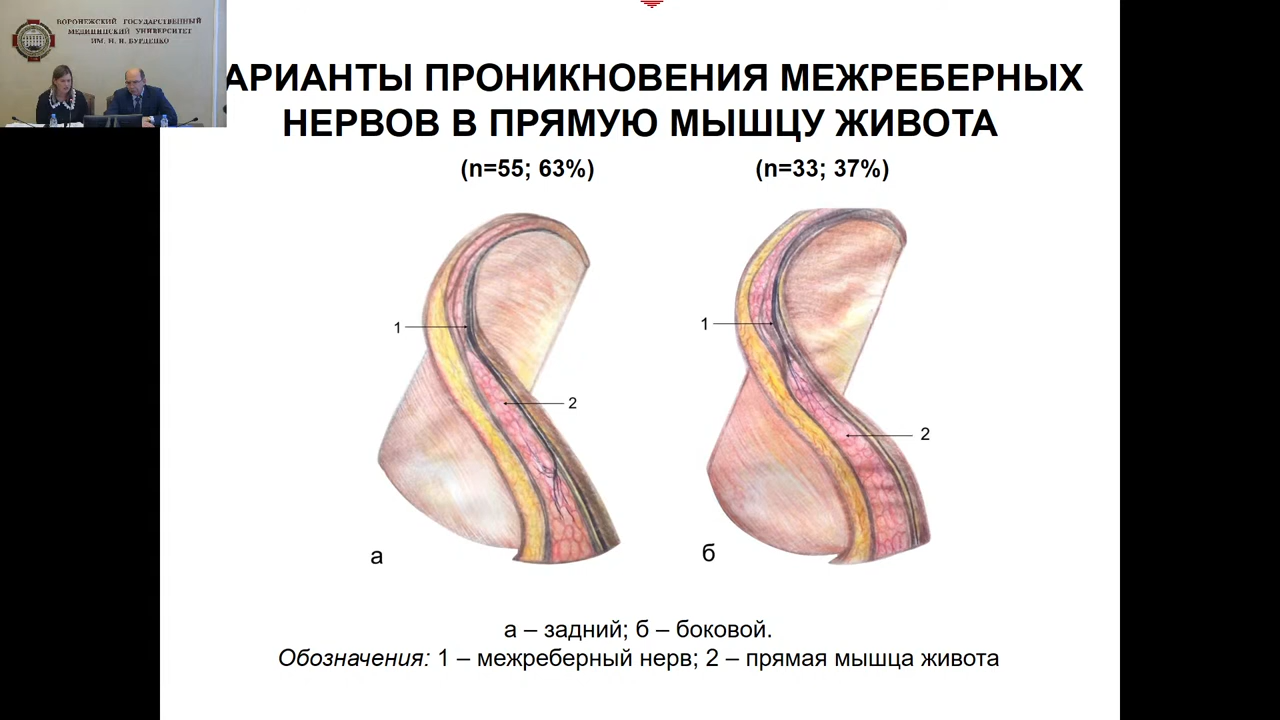 ВОРОНЕЖСКИЙ ГОСУДАРСТВЕННЫЙ
МЕДИЦИНСКИЙ УНИВЕРСИТЕТ
ИМ. Н. Н. БУРДЕНКО
АРИАНТЫ ПРОНИКНОВЕНИЯ МЕЖРЕБЕРНЫХ
НЕРВОВ В ПРЯМУЮ МЫШЦУ ЖИВОТА
(n=55; 63%)
(n=33; 37%)
1
2
а
1
2
б
а – задний; б – боковой.
Обозначения: 1 – межреберный нерв; 2 – прямая мышца живота